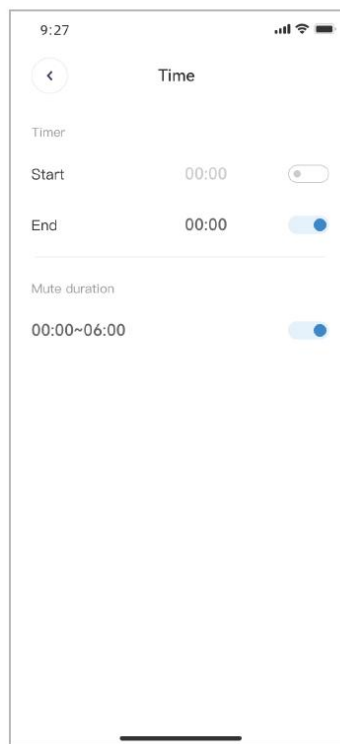 9:27
Time
Timer
Start 00:00
End 00:00
Mute duration
00:00~06:00